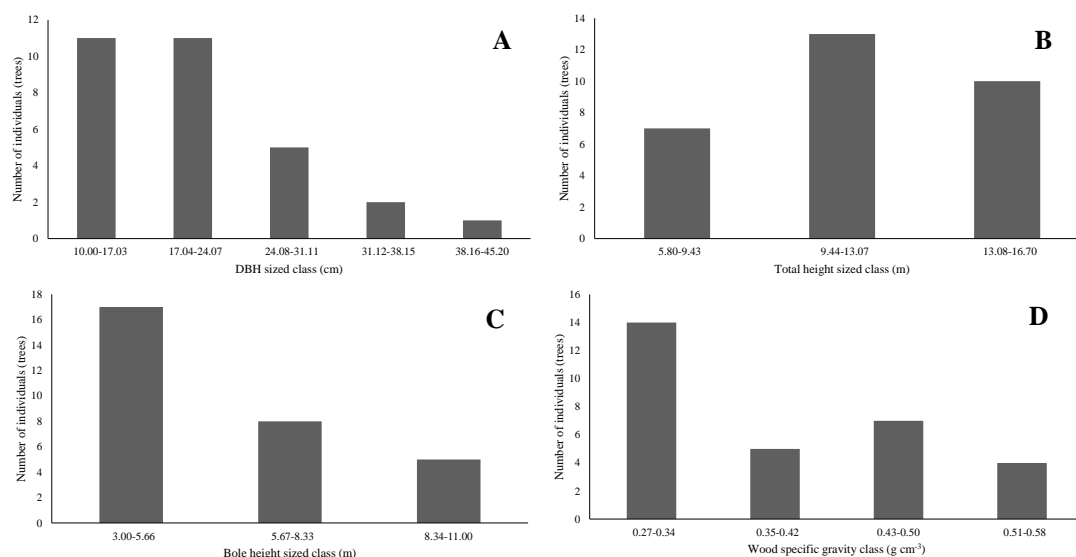 A
Number of individuals (trees)
12
10
8
6
4
2
0
10.00-17.03 17.04-24.07 24.08-31.11 31.12-38.15 38.16-45.20
DBH sized class (cm)
B
Number of individuals (trees)
14
12
10
8
6
4
2
0
5.80-9.43 9.44-13.07 13.08-16.70
Total height sized class (m)
C
Number of individuals (trees)
18
16
14
12
10
8
6
4
2
0
3.00-5.66 5.67-8.33 8.34-11.00
Bole height sized class (m)
D
Number of individuals (trees)
16
14
12
10
8
6
4
2
0
0.27-0.34 0.35-0.42 0.43-0.50 0.51-0.58
Wood specific gravity class (g cm⁻³)